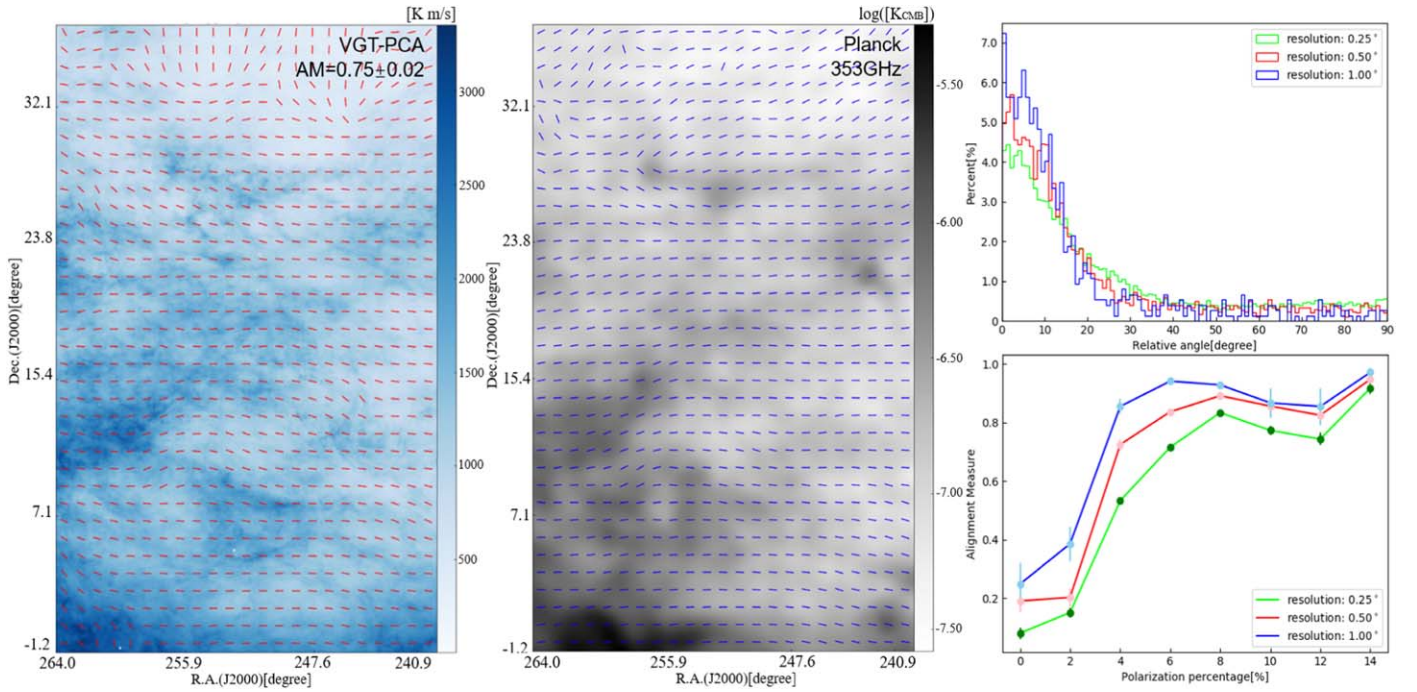 [K m/s]
VGT-PCA
AM=0.75±0.02
3000
2500
2000
1500
1000
500
32.1
23.8
15.4
7.1
-1.2
Dec.(J2000)[degree]
264.0 255.9 247.6 240.9
R.A.(J2000)[degree]
log([KCMB])
Planck
353GHz
-5.50
-6.00
-6.50
-7.00
-7.50
32.1
23.8
15.4
7.1
-1.2
Dec.(J2000)[degree]
264.0 255.9 247.6 240.9
R.A.(J2000)[degree]
resolution: 0.25°
resolution: 0.50°
resolution: 1.00°
7.0
6.0
5.0
4.0
3.0
2.0
1.0
0
Percent[%]
0 10 20 30 40 50 60 70 80 90
Relative angle[degree]
1.0
0.8
0.6
0.4
0.2
Alignment Measure
resolution: 0.25°
resolution: 0.50°
resolution: 1.00°
0 2 4 6 8 10 12 14
Polarization percentage[%]